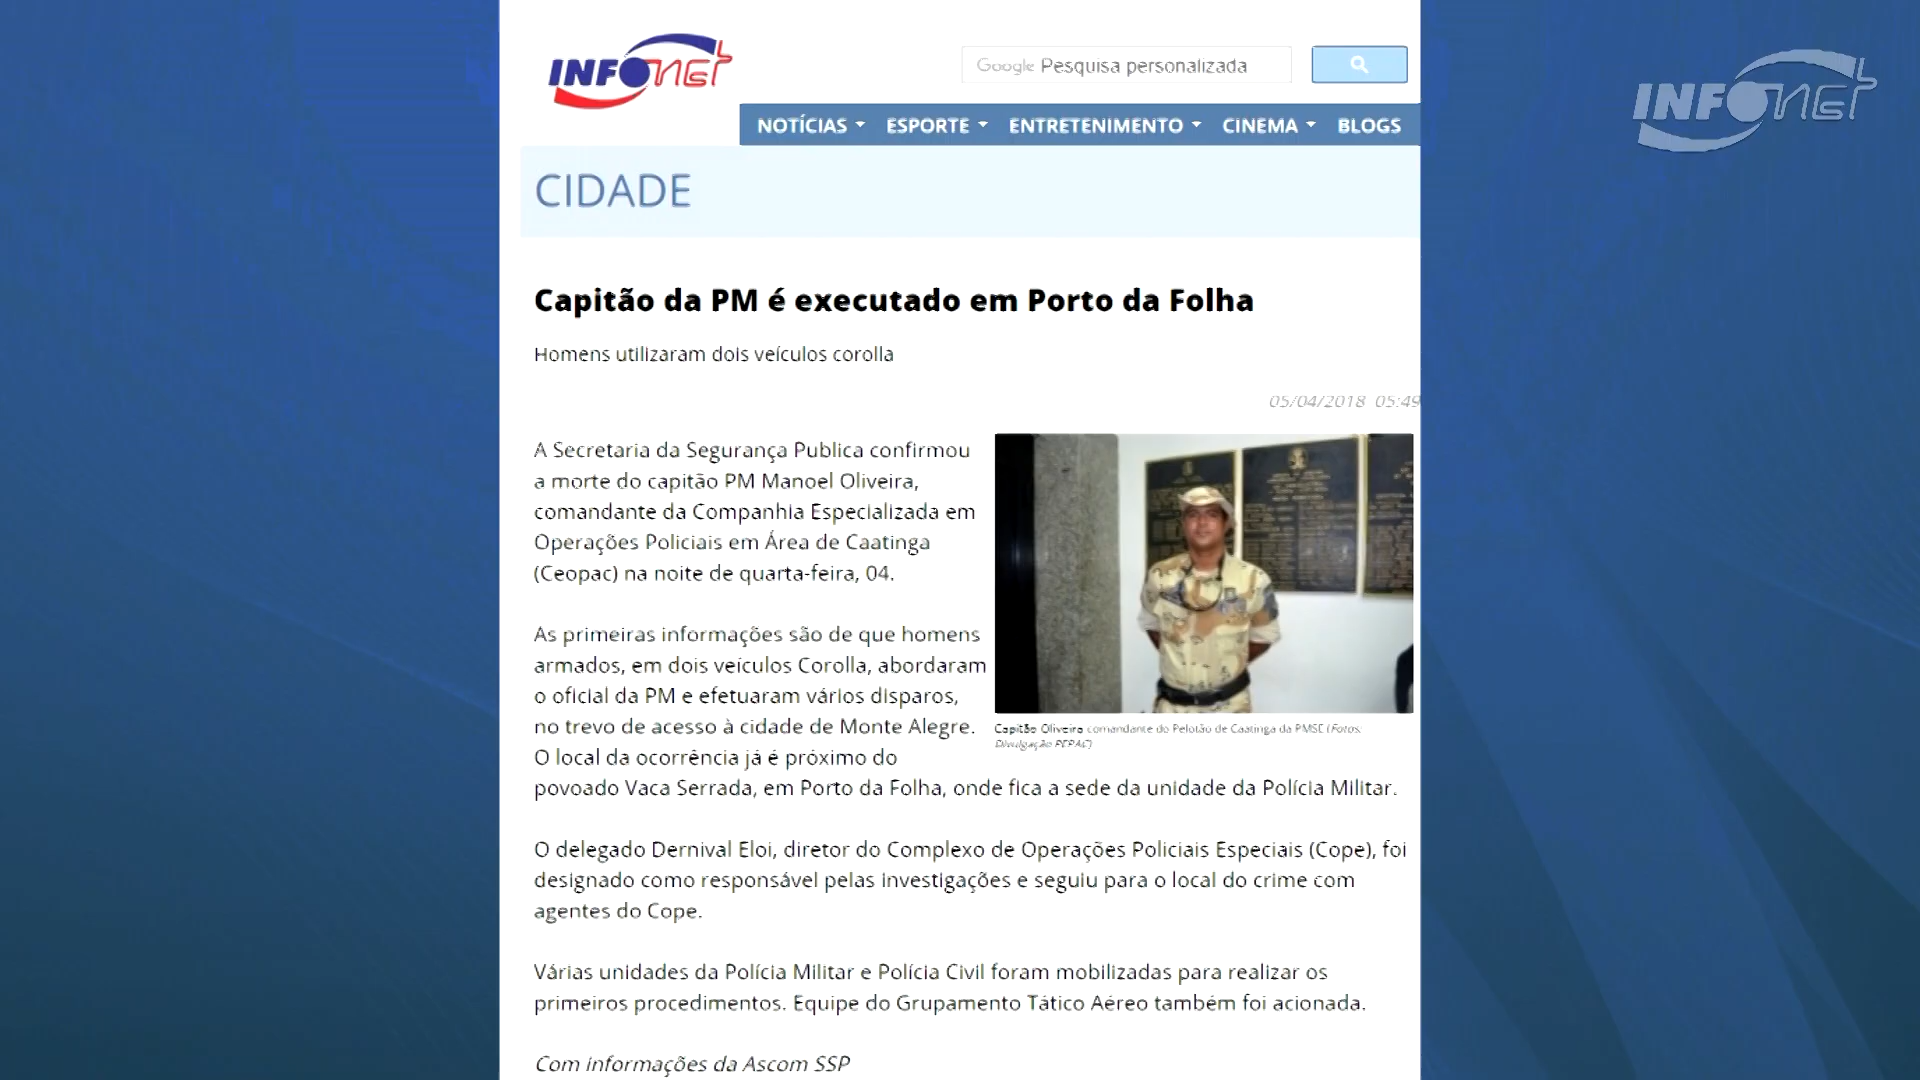 INFONET
Google Pesquisa personalizada
INFONET
NOTÍCIAS ESPORTE ENTRETENIMENTO CINEMA BLOGS
CIDADE
Capitão da PM é executado em Porto da Folha
Homens utilizaram dois veículos corolla
05/04/2018 05:49
A Secretaria da Segurança Publica confirmou
a morte do capitão PM Manoel Oliveira,
comandante da Companhia Especializada em
Operações Policiais em Área de Caatinga
(Ceopac) na noite de quarta-feira, 04.
As primeiras informações são de que homens
armados, em dois veículos Corolla, abordaram
o oficial da PM e efetuaram vários disparos,
no trevo de acesso à cidade de Monte Alegre.
O local da ocorrência já é próximo do
povoado Vaca Serrada, em Porto da Folha, onde fica a sede da unidade da Polícia Militar.
Capitão Oliveira comandante do Pelotão de Caatinga da PMSE (Fotos:
Divulgação PEPAC)
O delegado Dernival Eloi, diretor do Complexo de Operações Policiais Especiais (Cope), foi
designado como responsável pelas investigações e seguiu para o local do crime com
agentes do Cope.
Várias unidades da Polícia Militar e Polícia Civil foram mobilizadas para realizar os
primeiros procedimentos. Equipe do Grupamento Tático Aéreo também foi acionada.
Com informações da Ascom SSP